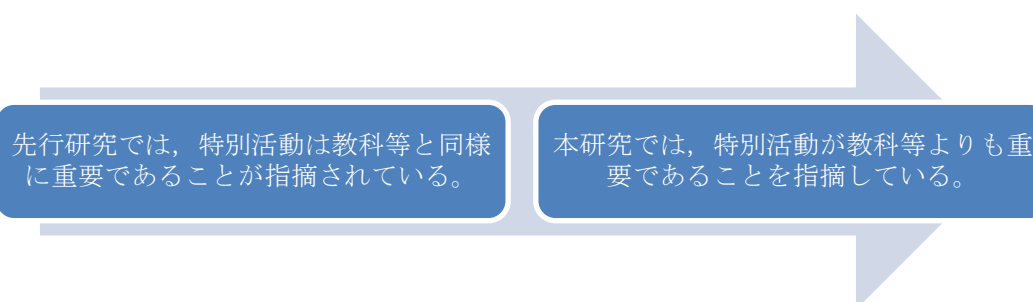 先行研究では，特別活動は教科等と同様
に重要であることが指摘されている。
本研究では，特別活動が教科等よりも重
要であることを指摘している。